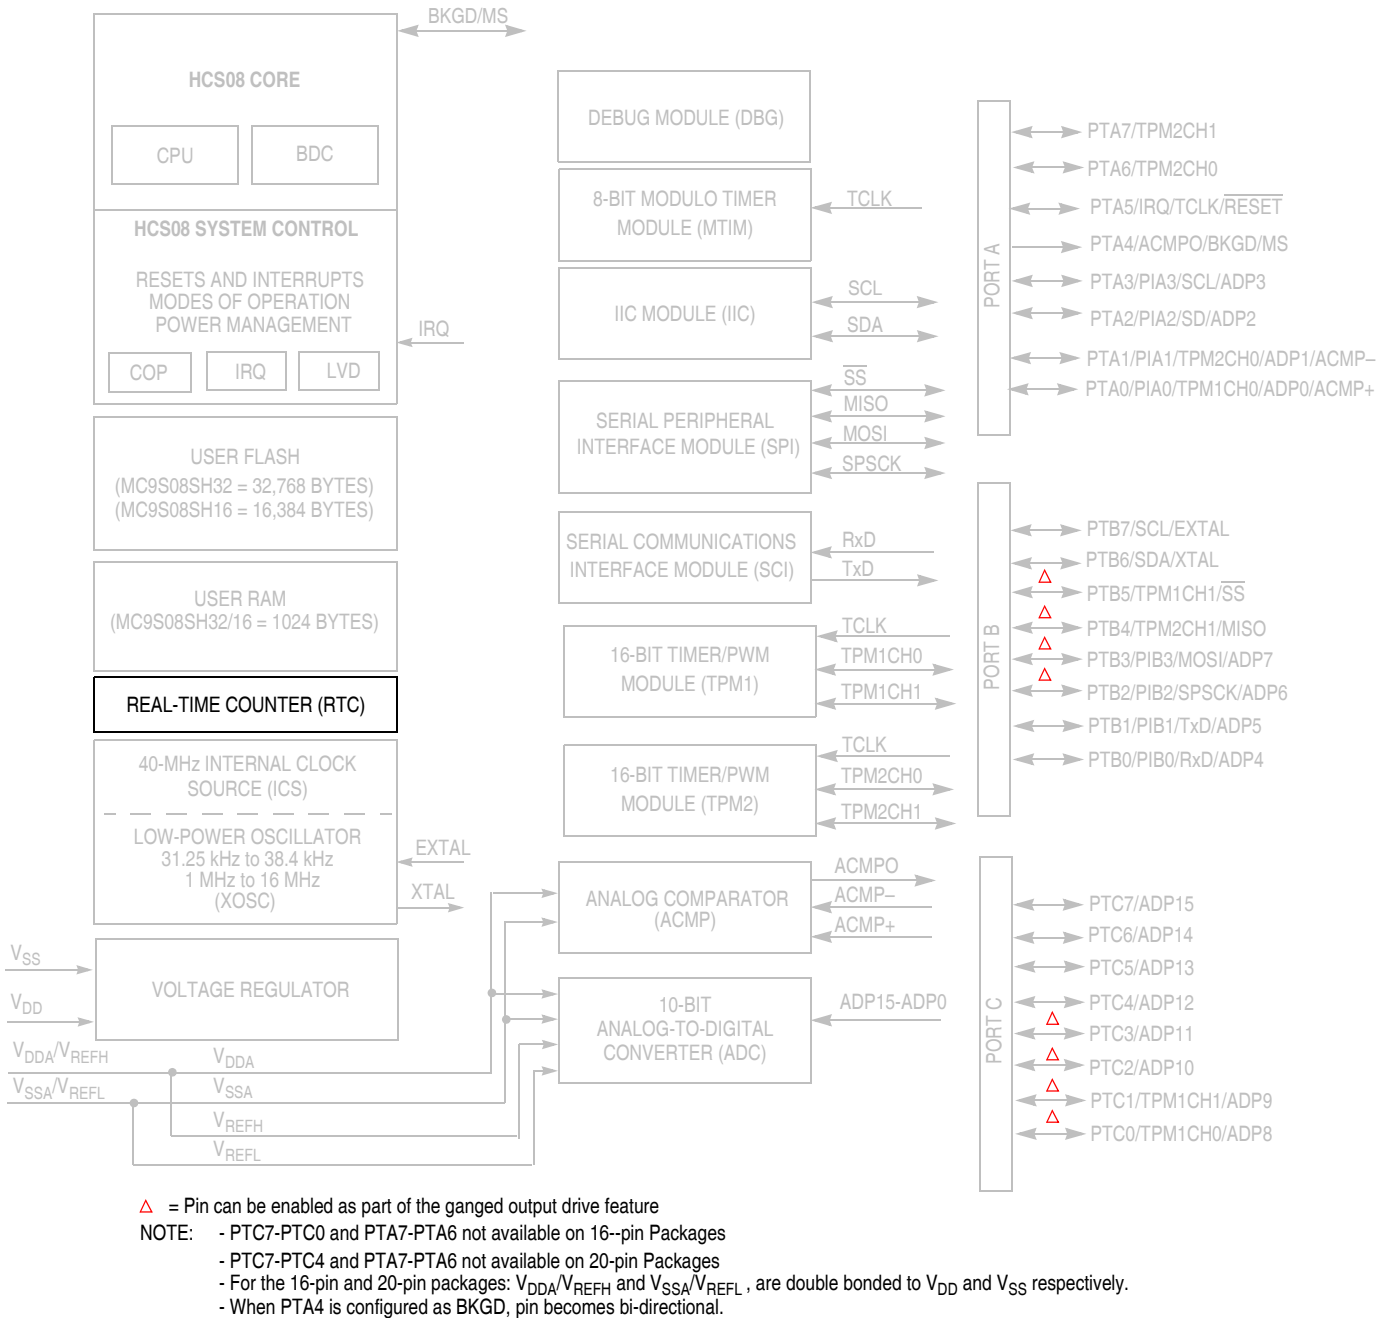 BKGD/MS
HCS08 CORE
CPU
BDC
HCS08 SYSTEM CONTROL
RESETS AND INTERRUPTS
MODES OF OPERATION
POWER MANAGEMENT
COP
IRQ
LVD
IRQ
USER FLASH
(MC9S08SH32 = 32,768 BYTES)
(MC9S08SH16 = 16,384 BYTES)
USER RAM
(MC9S08SH32/16 = 1024 BYTES)
REAL-TIME COUNTER (RTC)
40-MHz INTERNAL CLOCK
SOURCE (ICS)
LOW-POWER OSCILLATOR
31.25 kHz to 38.4 kHz
1 MHz to 16 MHz
(XOSC)
EXTAL
XTAL
VSS
VDD
VOLTAGE REGULATOR
VDDA/VREFH
VSSA/VREFL
VDDA
VSSA
VREFH
VREFL
DEBUG MODULE (DBG)
8-BIT MODULO TIMER
MODULE (MTIM)
TCLK
IIC MODULE (IIC)
SCL
SDA
SERIAL PERIPHERAL
INTERFACE MODULE (SPI)
SS
MISO
MOSI
SPSCK
SERIAL COMMUNICATIONS
INTERFACE MODULE (SCI)
RxD
TxD
16-BIT TIMER/PWM
MODULE (TPM1)
TCLK
TPM1CH0
TPM1CH1
16-BIT TIMER/PWM
MODULE (TPM2)
TCLK
TPM2CH0
TPM2CH1
ANALOG COMPARATOR
(ACMP)
ACMPO
ACMP–
ACMP+
10-BIT
ANALOG-TO-DIGITAL
CONVERTER (ADC)
ADP15-ADP0
PORT A
PTA7/TPM2CH1
PTA6/TPM2CH0
PTA5/IRQ/TCLK/RESET
PTA4/ACMPO/BKGD/MS
PTA3/PIA3/SCL/ADP3
PTA2/PIA2/SD/ADP2
PTA1/PIA1/TPM2CH0/ADP1/ACMP–
PTA0/PIA0/TPM1CH0/ADP0/ACMP+
PORT B
PTB7/SCL/EXTAL
PTB6/SDA/XTAL
PTB5/TPM1CH1/SS
PTB4/TPM2CH1/MISO
PTB3/PIB3/MOSI/ADP7
PTB2/PIB2/SPSCK/ADP6
PTB1/PIB1/TxD/ADP5
PTB0/PIB0/RxD/ADP4
PORT C
PTC7/ADP15
PTC6/ADP14
PTC5/ADP13
PTC4/ADP12
PTC3/ADP11
PTC2/ADP10
PTC1/TPM1CH1/ADP9
PTC0/TPM1CH0/ADP8
Δ = Pin can be enabled as part of the ganged output drive feature
NOTE: - PTC7-PTC0 and PTA7-PTA6 not available on 16--pin Packages
- PTC7-PTC4 and PTA7-PTA6 not available on 20-pin Packages
- For the 16-pin and 20-pin packages: VDDA/VREFH and VSSA/VREFL , are double bonded to VDD and VSS respectively.
- When PTA4 is configured as BKGD, pin becomes bi-directional.